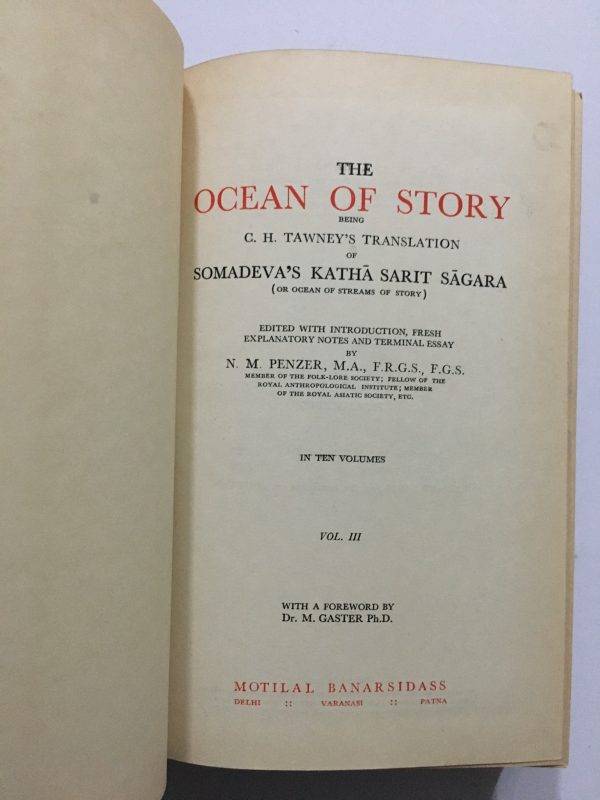 THE
OCEAN OF STORY
BEING
C. H. TAWNEY'S TRANSLATION
OF
SOMADEVA'S KATHĀ SARIT SĀGARA
(OR OCEAN OF STREAMS OF STORY)
EDITED WITH INTRODUCTION, FRESH
EXPLANATORY NOTES AND TERMINAL ESSAY
BY
N. M. PENZER, M.A., F.R.G.S., F.G.S.
MEMBER OF THE FOLK-LORE SOCIETY; FELLOW OF THE
ROYAL ANTHROPOLOGICAL INSTITUTE; MEMBER
OF THE ROYAL ASIATIC SOCIETY, ETC.
IN TEN VOLUMES
VOL. III
WITH A FOREWORD BY
Dr. M. GASTER Ph.D.
MOTILAL BANARSIDASS
DELHI :: VARANASI :: PATNA